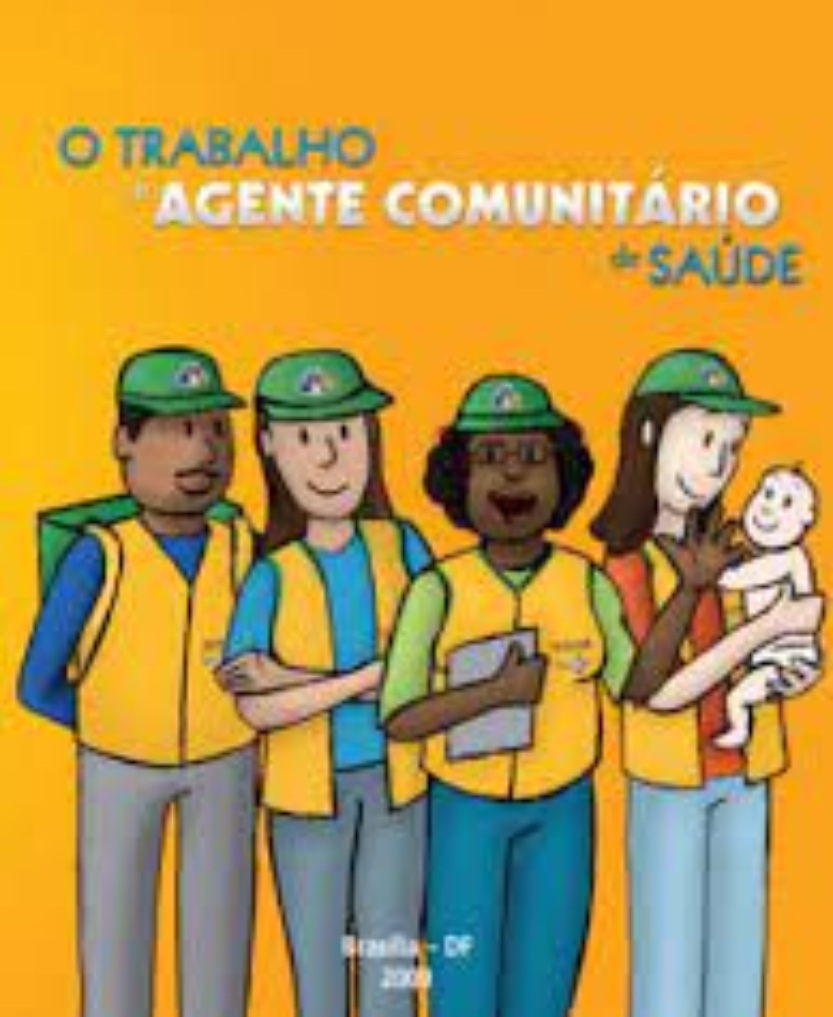 O TRABALHO
AGENTE COMUNITÁRIO
de SAÚDE
Brasília – DF
2009